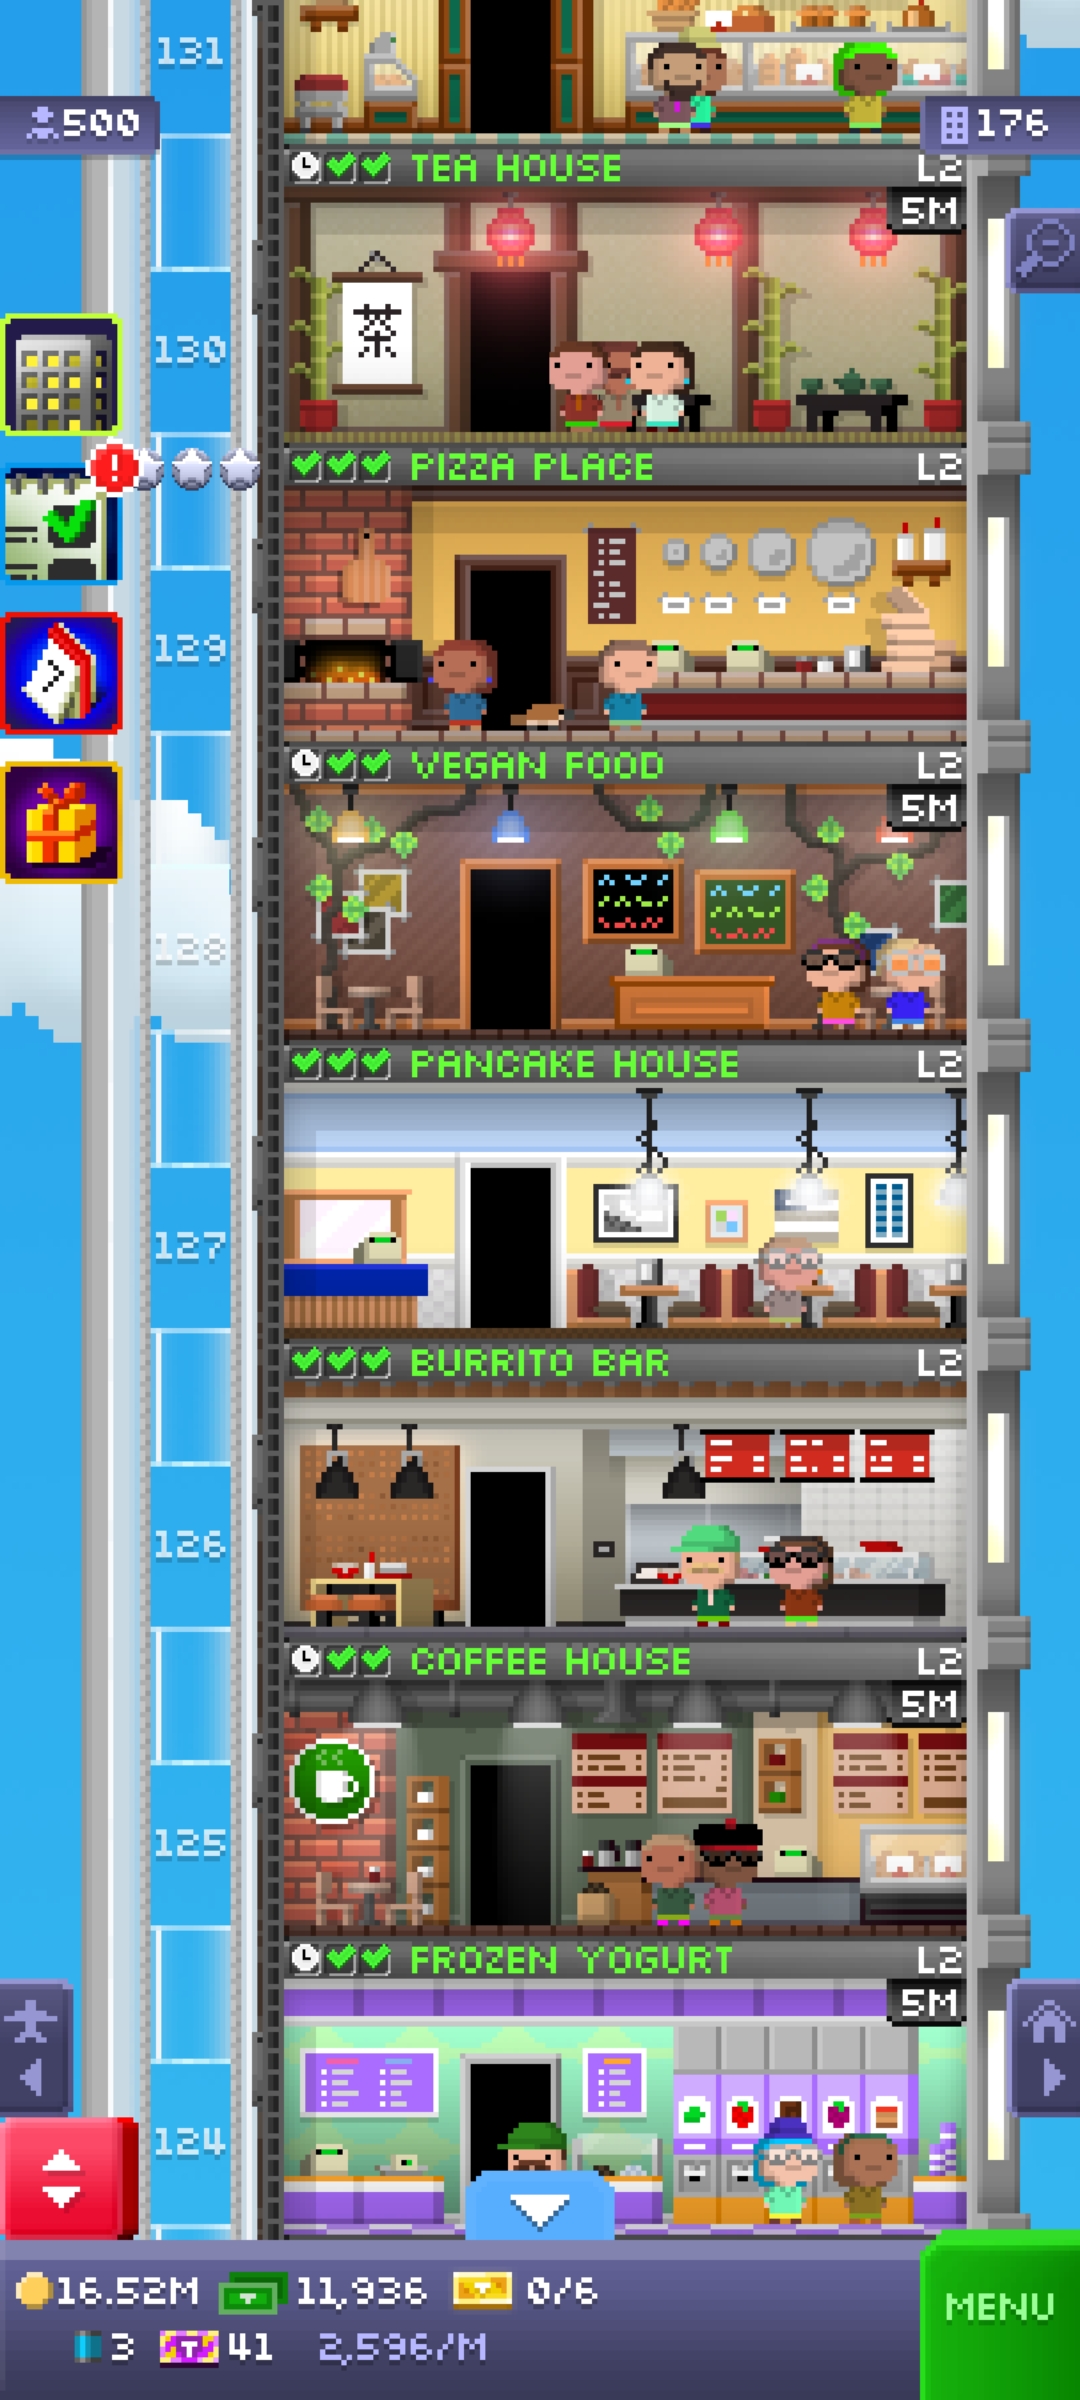 131
500
176
TEA HOUSE L2
5M
茶
130
PIZZA PLACE L2
129
VEGAN FOOD L2
5M
128
PANCAKE HOUSE L2
127
BURRITO BAR L2
126
COFFEE HOUSE L2
5M
125
FROZEN YOGURT L2
5M
124
16.52M 11,936 0/6
MENU
3 T 41 2,596/M